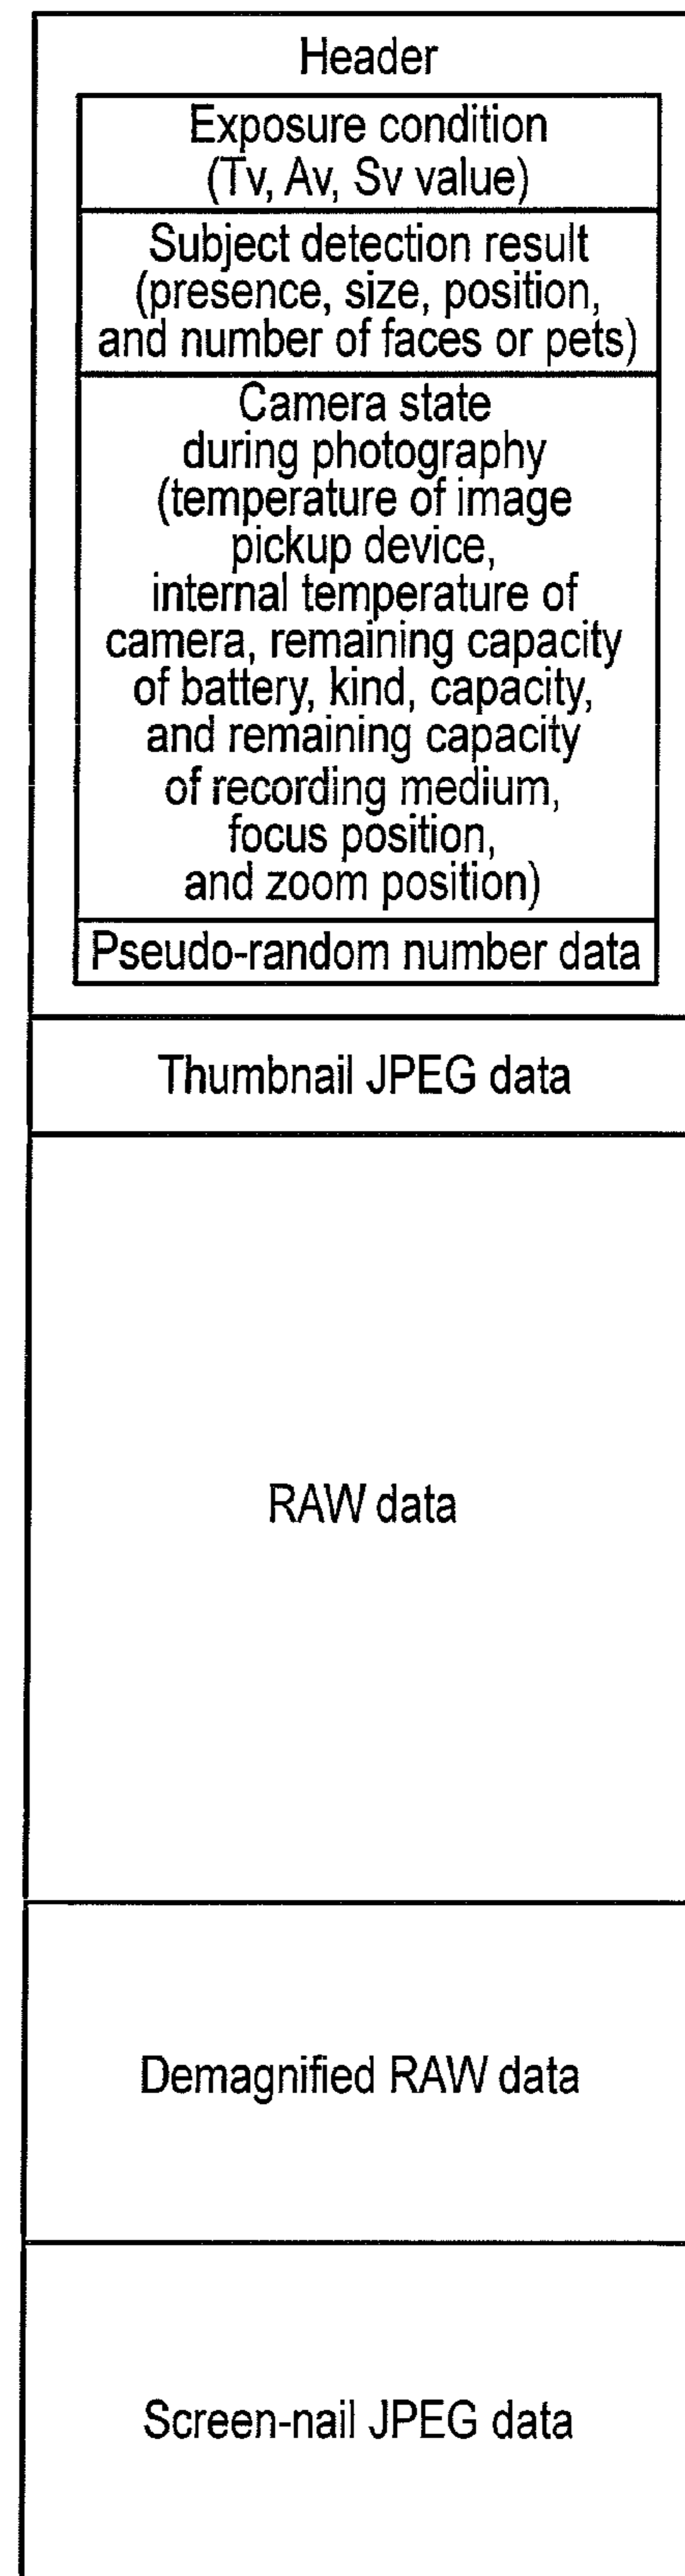 Header
Exposure condition
(Tv, Av, Sv value)
Subject detection result
(presence, size, position,
and number of faces or pets)
Camera state
during photography
(temperature of image
pickup device,
internal temperature of
camera, remaining capacity
of battery, kind, capacity,
and remaining capacity
of recording medium,
focus position,
and zoom position)
Pseudo-random number data
Thumbnail JPEG data
RAW data
Demagnified RAW data
Screen-nail JPEG data